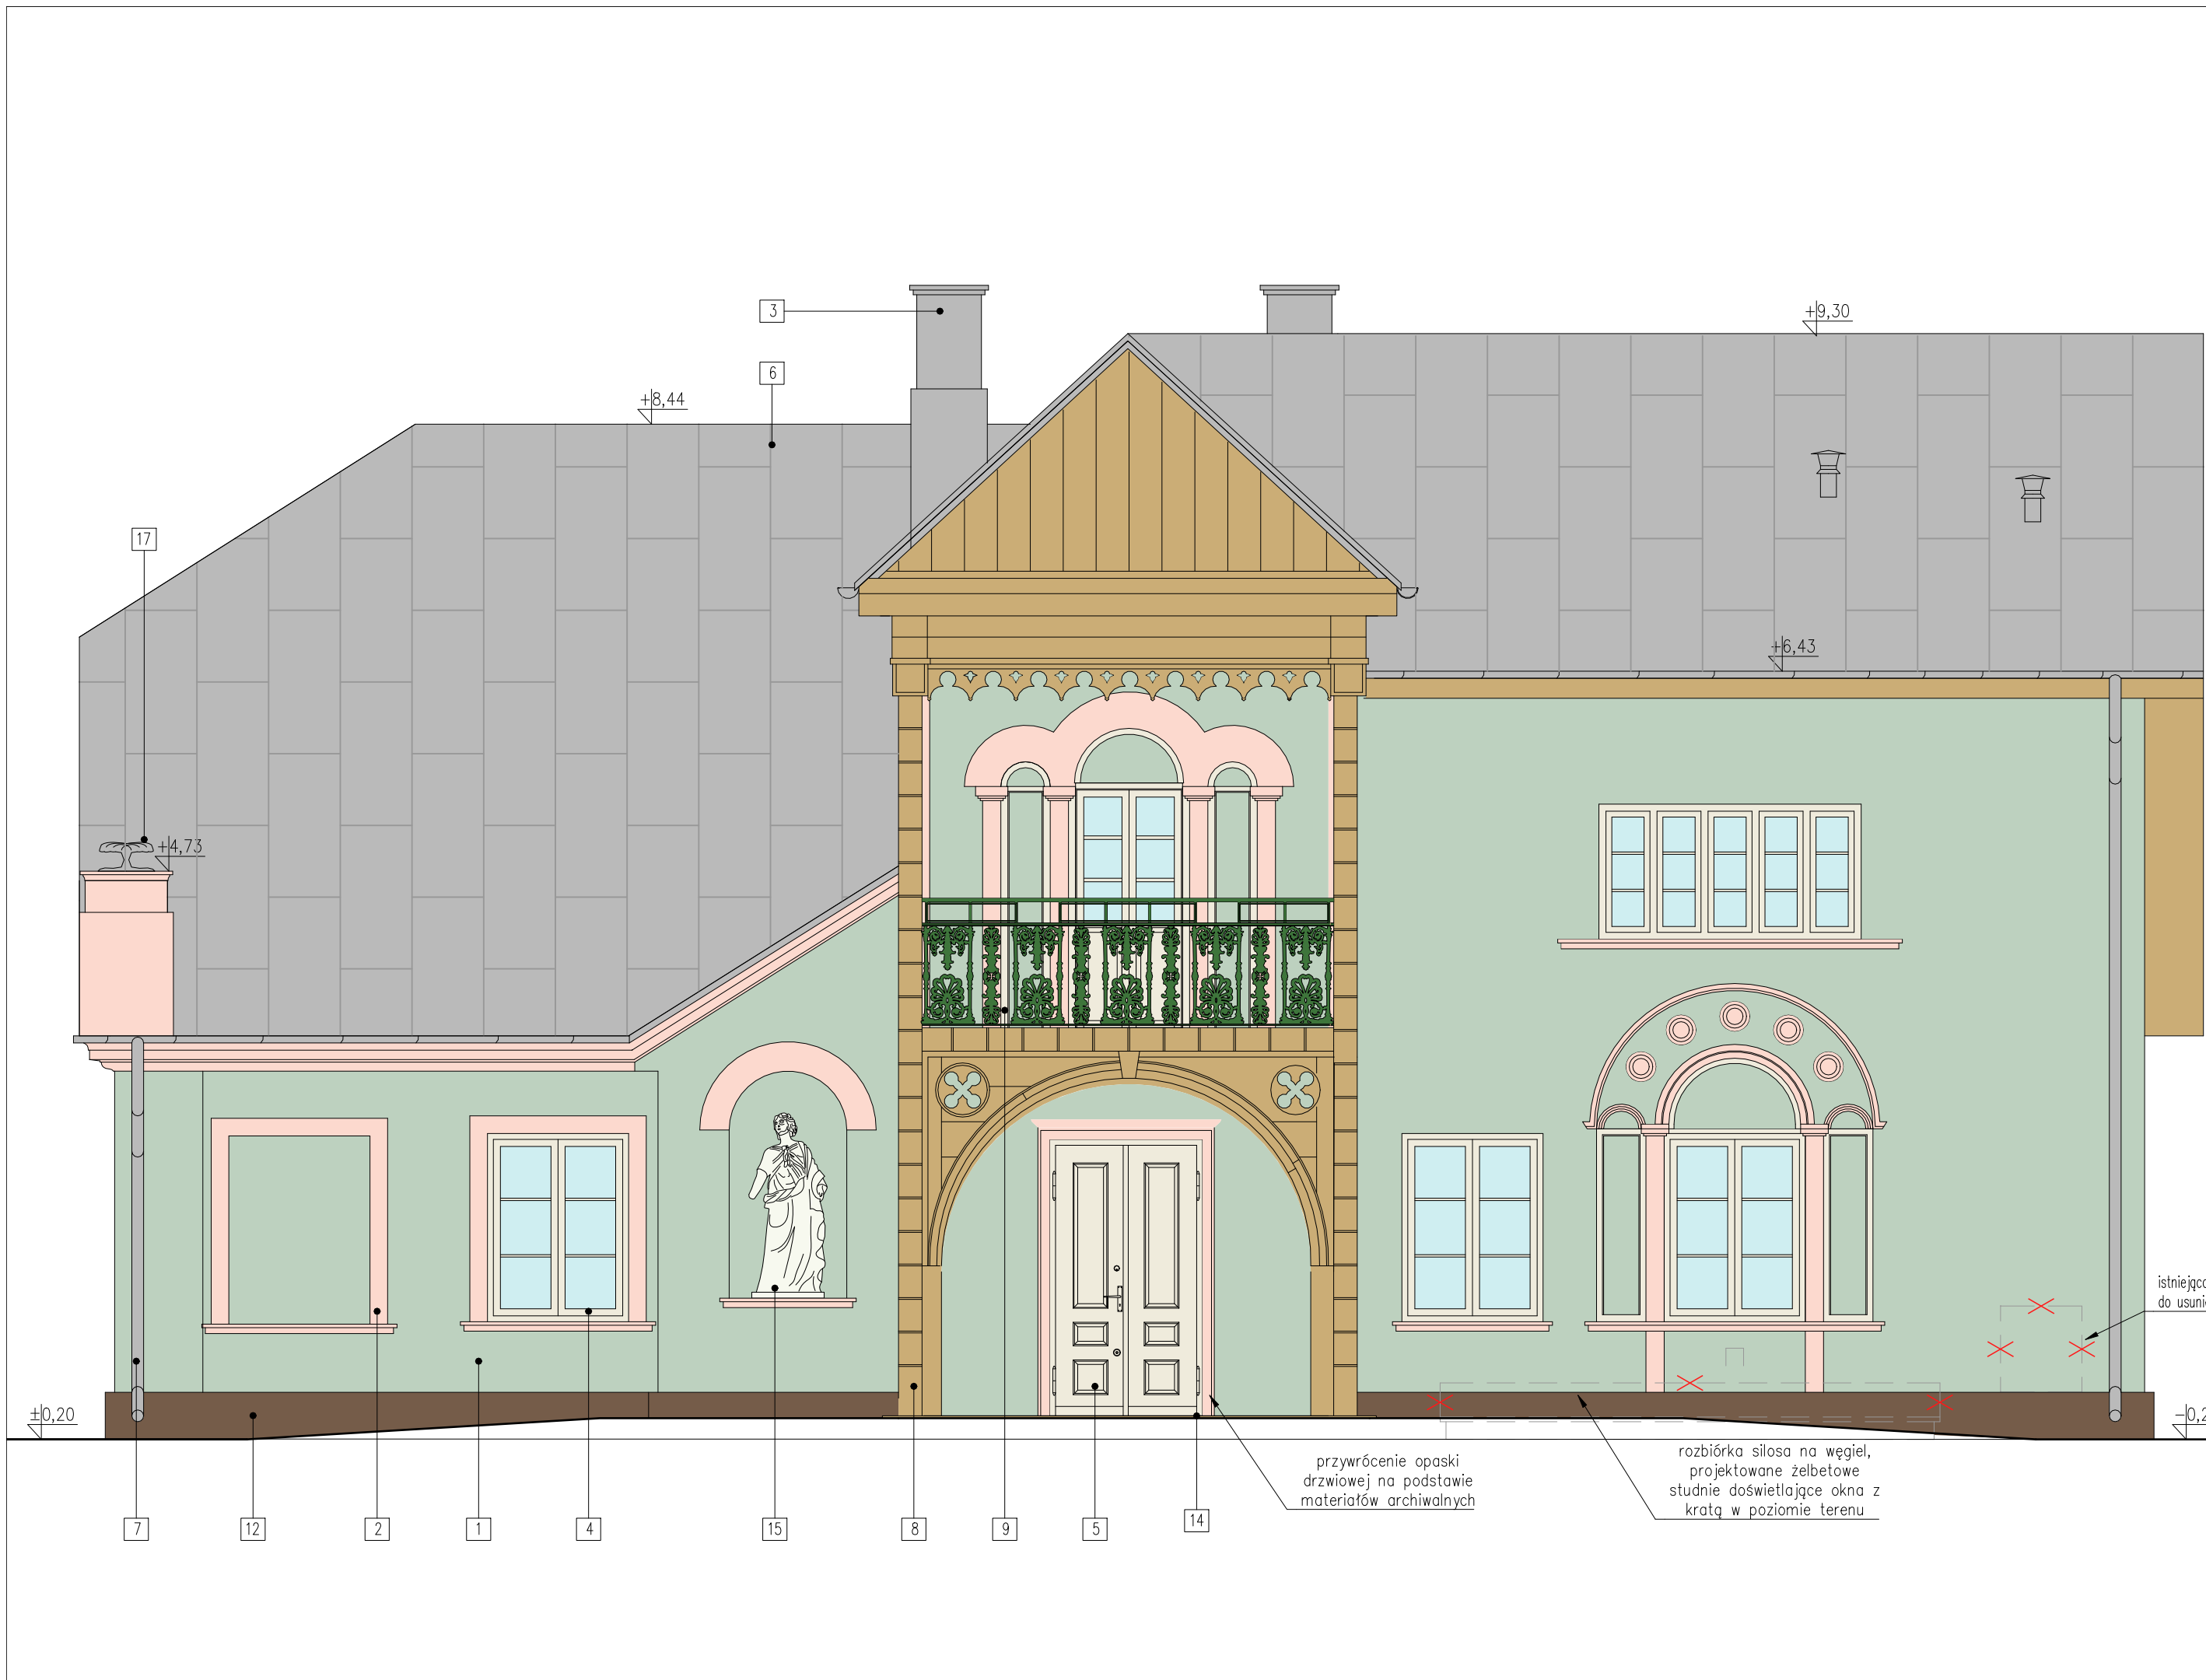 3
+9,30
6
+8,44
17
+6,43
+4,73
do
±0,20
przywrócenie opaski
drzwiowej na podstawie
materiałów archiwalnych
rozbiórka silosa na węgiel,
projektowane żelbetowe
studnie doświetlające okna z
kratą w poziomie terenu
7
12
2
1
4
15
8
9
5
14